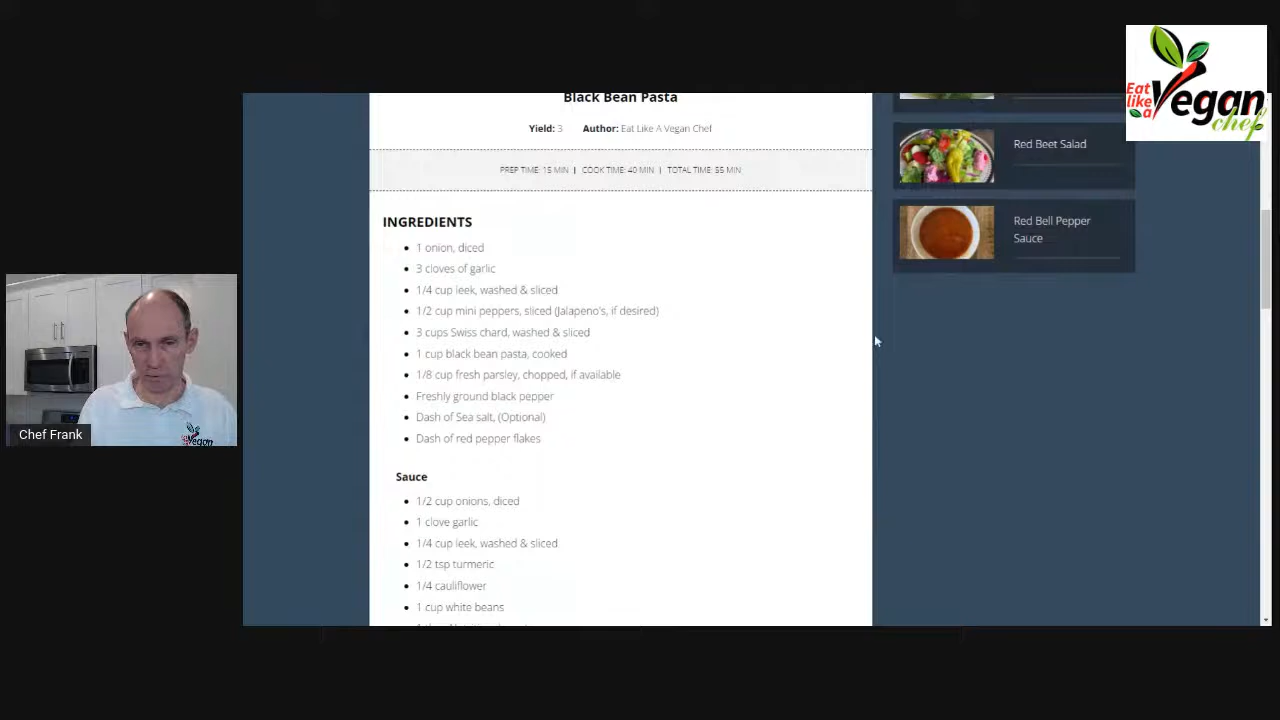 Eat
like
a
Vegan
chef
Black Bean Pasta
Yield: 3 Author: Eat Like A Vegan Chef
PREP TIME: 15 MIN | COOK TIME: 40 MIN | TOTAL TIME: 55 MIN
INGREDIENTS
1 onion, diced
3 cloves of garlic
1/4 cup leek, washed & sliced
1/2 cup mini peppers, sliced (Jalapeno's, if desired)
3 cups Swiss chard, washed & sliced
1 cup black bean pasta, cooked
1/8 cup fresh parsley, chopped, if available
Freshly ground black pepper
Dash of Sea salt, (Optional)
Dash of red pepper flakes
Sauce
1/2 cup onions, diced
1 clove garlic
1/4 cup leek, washed & sliced
1/2 tsp turmeric
1/4 cauliflower
1 cup white beans
Red Beet Salad
Red Bell Pepper
Sauce
Chef Frank
Vegan